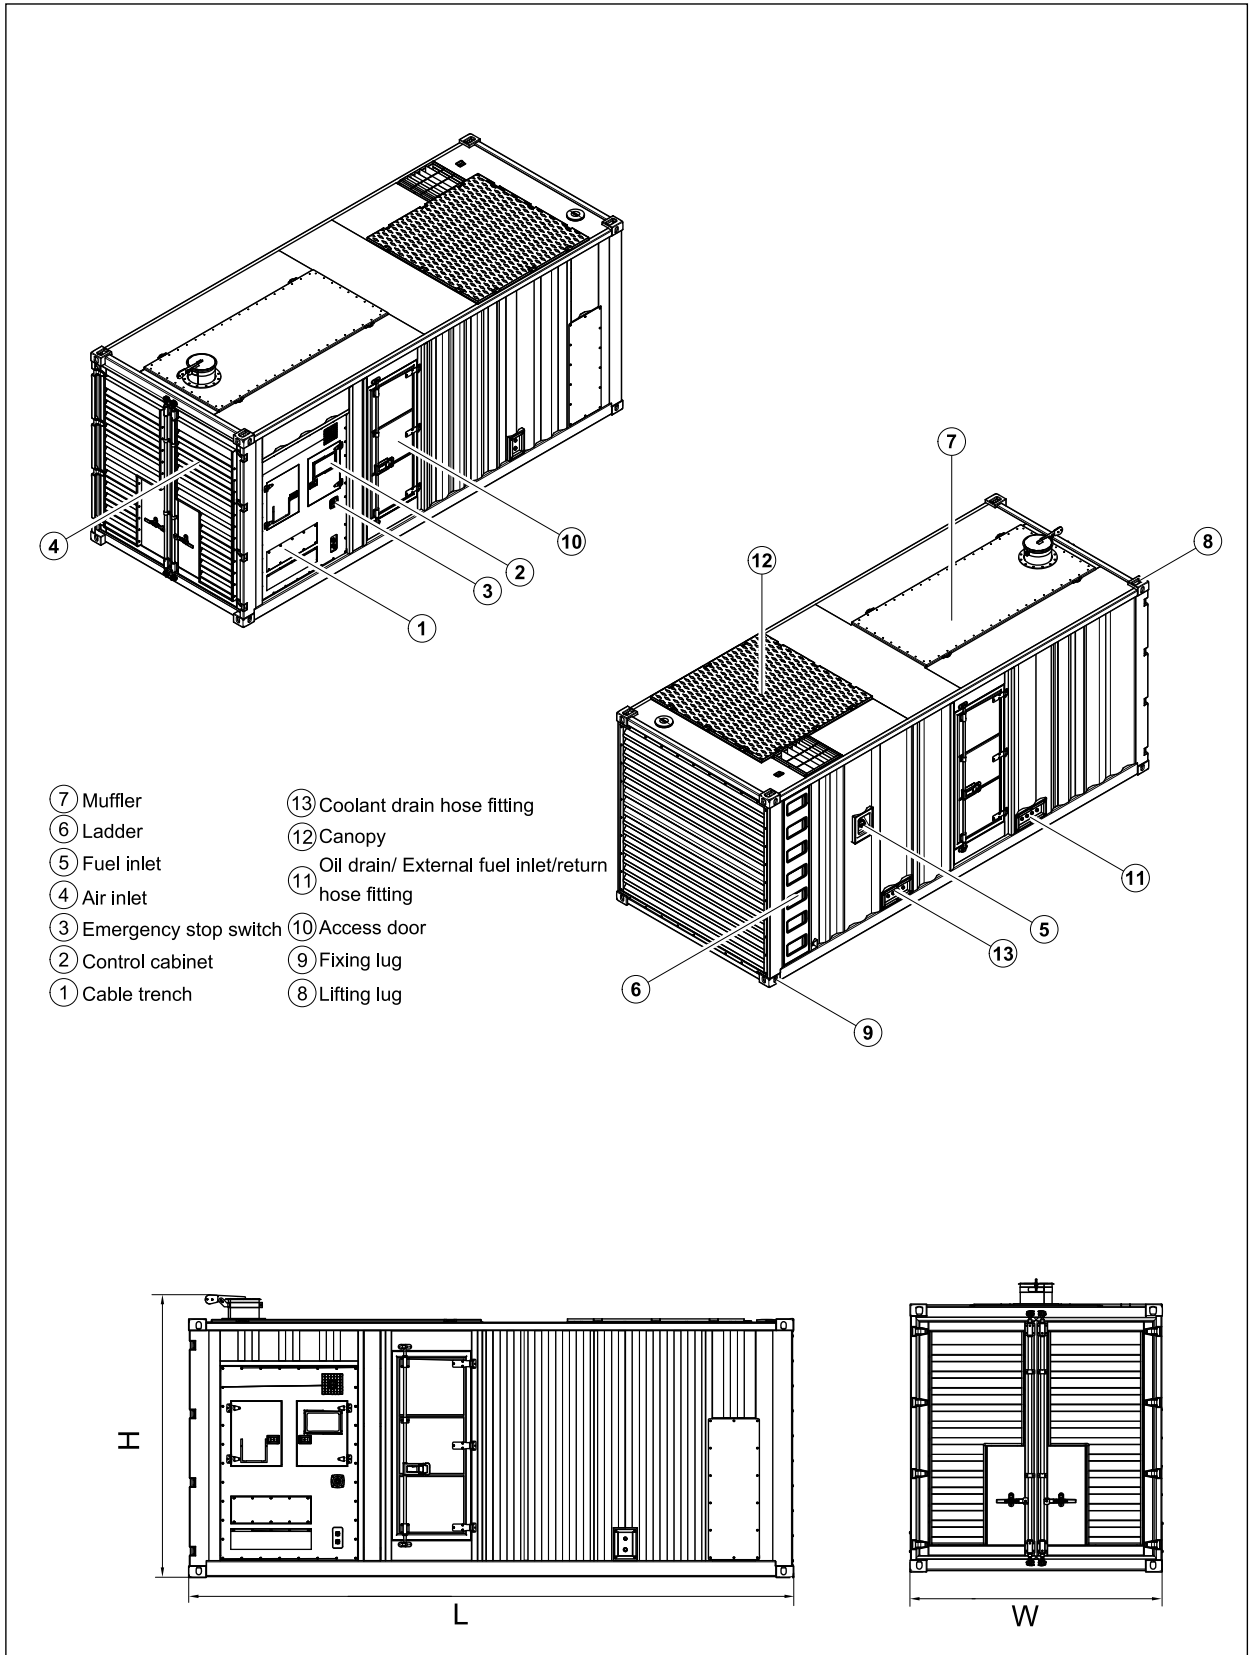 7
8
12
4
10
2
3
1
11
5
13
6
9
7 Muffler
6 Ladder
5 Fuel inlet
4 Air inlet
3 Emergency stop switch
2 Control cabinet
1 Cable trench
13 Coolant drain hose fitting
12 Canopy
11 Oil drain/ External fuel inlet/return
hose fitting
10 Access door
9 Fixing lug
8 Lifting lug
H
L
W